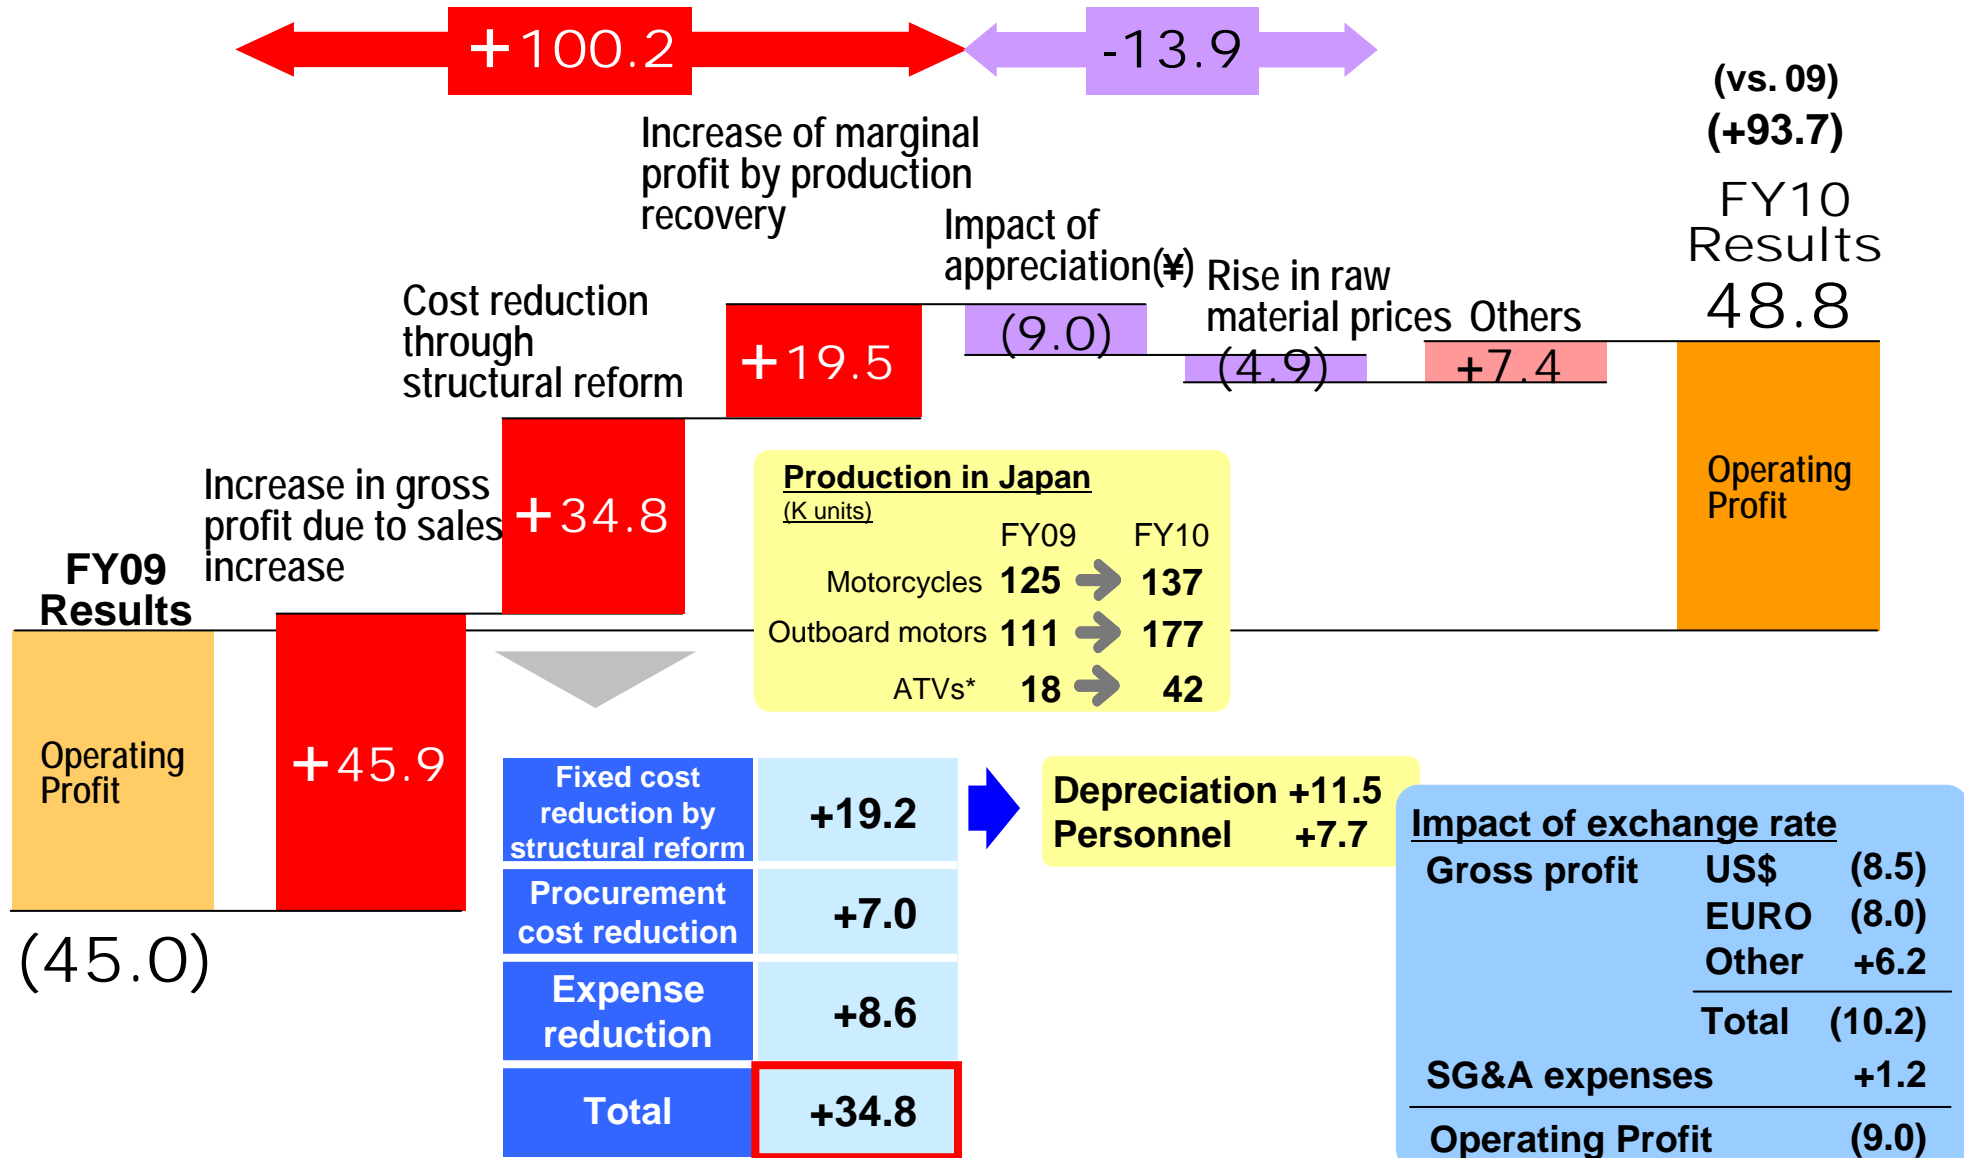 +100.2
-13.9
(vs. 09)
(+93.7)
FY10
Results
48.8
Increase of marginal
profit by production
recovery
Impact of
appreciation(¥)
Rise in raw
material prices
Others
Cost reduction
through
structural reform
+19.5
(9.0)
(4.9)
+7.4
Operating
Profit
Increase in gross
profit due to sales
increase
+34.8
FY09
Results
Operating
Profit
(45.0)
+45.9
Production in Japan
(K units)
FY09 FY10
Motorcycles 125 137
Outboard motors 111 177
ATVs* 18 42
Fixed cost
reduction by
structural reform
+19.2
Procurement
cost reduction
+7.0
Expense
reduction
+8.6
Total
+34.8
Depreciation +11.5
Personnel +7.7
Impact of exchange rate
Gross profit US$ (8.5)
EURO (8.0)
Other +6.2
Total (10.2)
SG&A expenses +1.2
Operating Profit (9.0)